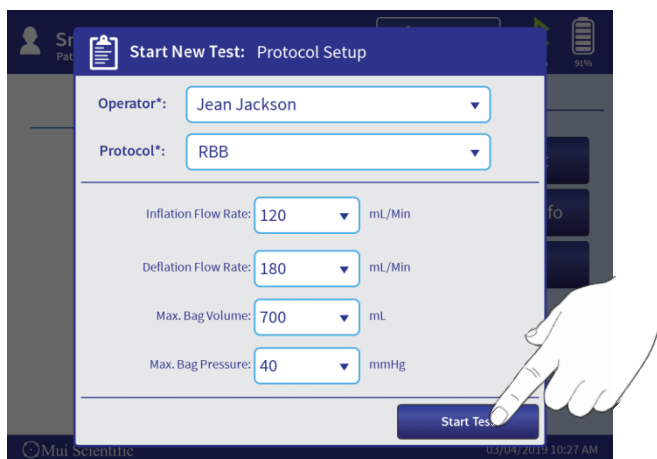 91%
Start New Test: Protocol Setup
Operator*: Jean Jackson
Protocol*: RBB
Inflation Flow Rate: 120 mL/Min
Deflation Flow Rate: 180 mL/Min
Max. Bag Volume: 700 mL
Max. Bag Pressure: 40 mmHg
Start Tes
Mui Scientific 03/04/2019 10:27 AM